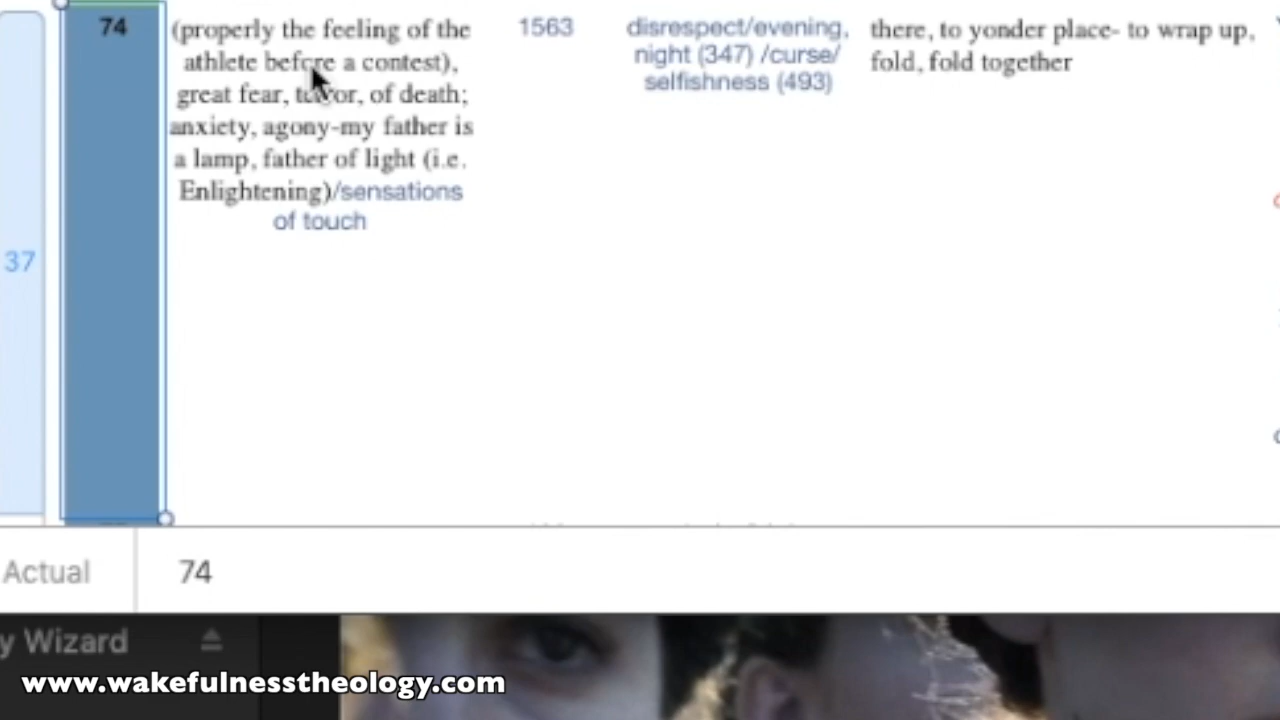 74
(properly the feeling of the
athlete before a contest),
great fear, terror, of death;
anxiety, agony-my father is
a lamp, father of light (i.e.
Enlightening)/sensations
of touch
1563
disrespect/evening,
night (347) /curse/
selfishness (493)
there, to yonder place- to wrap up,
fold, fold together
37
Actual
74
y Wizard
www.wakefulnesstheology.com